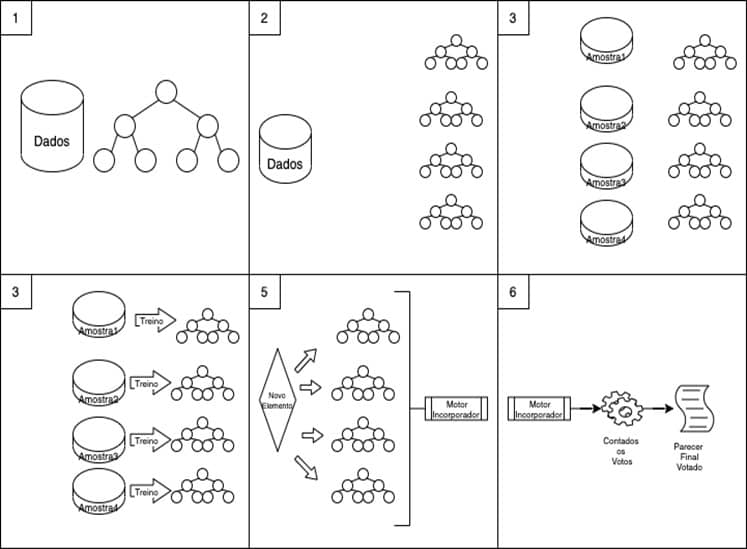 1
Dados
2
Dados
3
Amostra1
Amostra2
Amostra3
Amostra4
3
Amostra1
Treino
Amostra2
Treino
Amostra3
Treino
Amostra4
Treino
5
Novo
Elemento
Motor
Incorporador
6
Motor
Incorporador
Contados
os
Votos
Parecer
Final
Votado